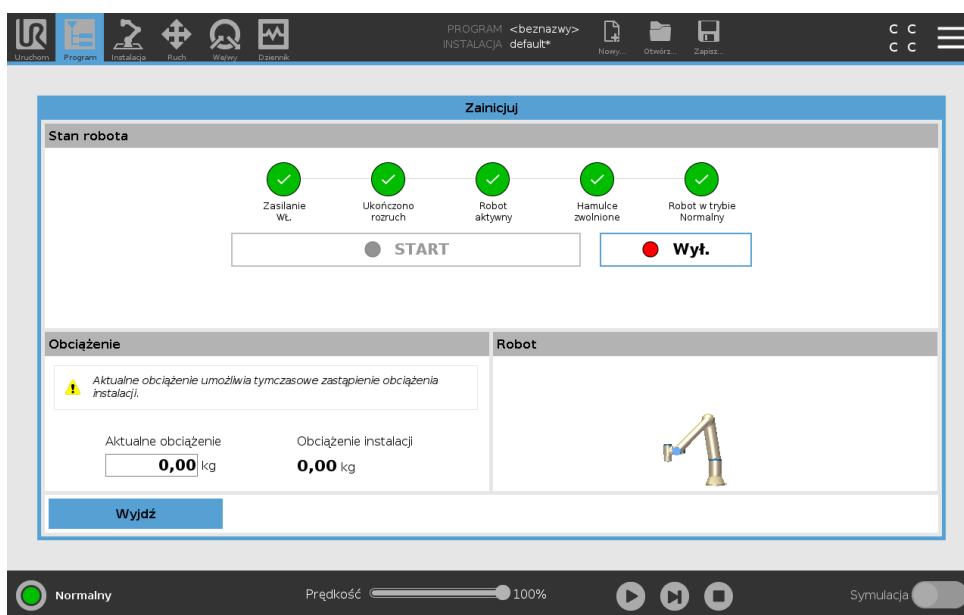 UR
PROGRAM <beznazwy>
INSTALACJA default*
Uruchom Program Instalacja Ruch We/wy Dziennik Nowy... Otwórz... Zapisz...
C C
C C
Zainicjuj
Stan robota
Zasilanie
WŁ.
Ukończono
rozruch
Robot
aktywny
Hamulce
zwolnione
Robot w trybie
Normalny
START
Wył.
Obciążenie
Aktualne obciążenie umożliwia tymczasowe zastąpienie obciążenia
instalacji.
Aktualne obciążenie
0,00 kg
Obciążenie instalacji
0,00 kg
Robot
Wyjdź
Normalny
Prędkość 100%
Symulacja